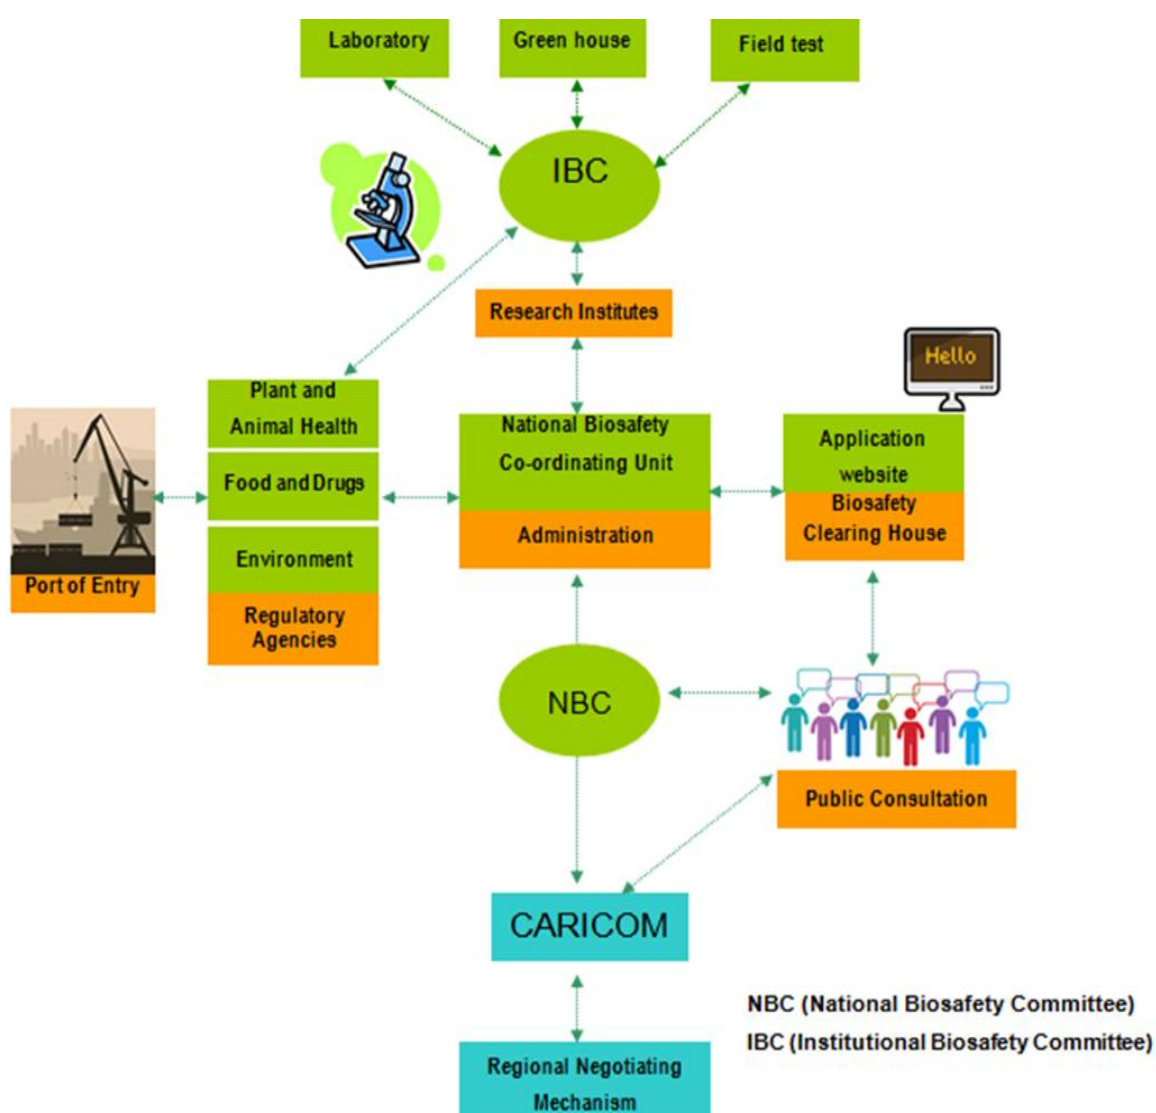 Laboratory
Green house
Field test
IBC
Research Institutes
Hello
Plant and
Animal Health
Food and Drugs
Environment
Regulatory
Agencies
Port of Entry
National Biosafety
Co-ordinating Unit
Administration
Application
website
Biosafety
Clearing House
NBC
Public Consultation
CARICOM
NBC (National Biosafety Committee)
IBC (Institutional Biosafety Committee)
Regional Negotiating
Mechanism